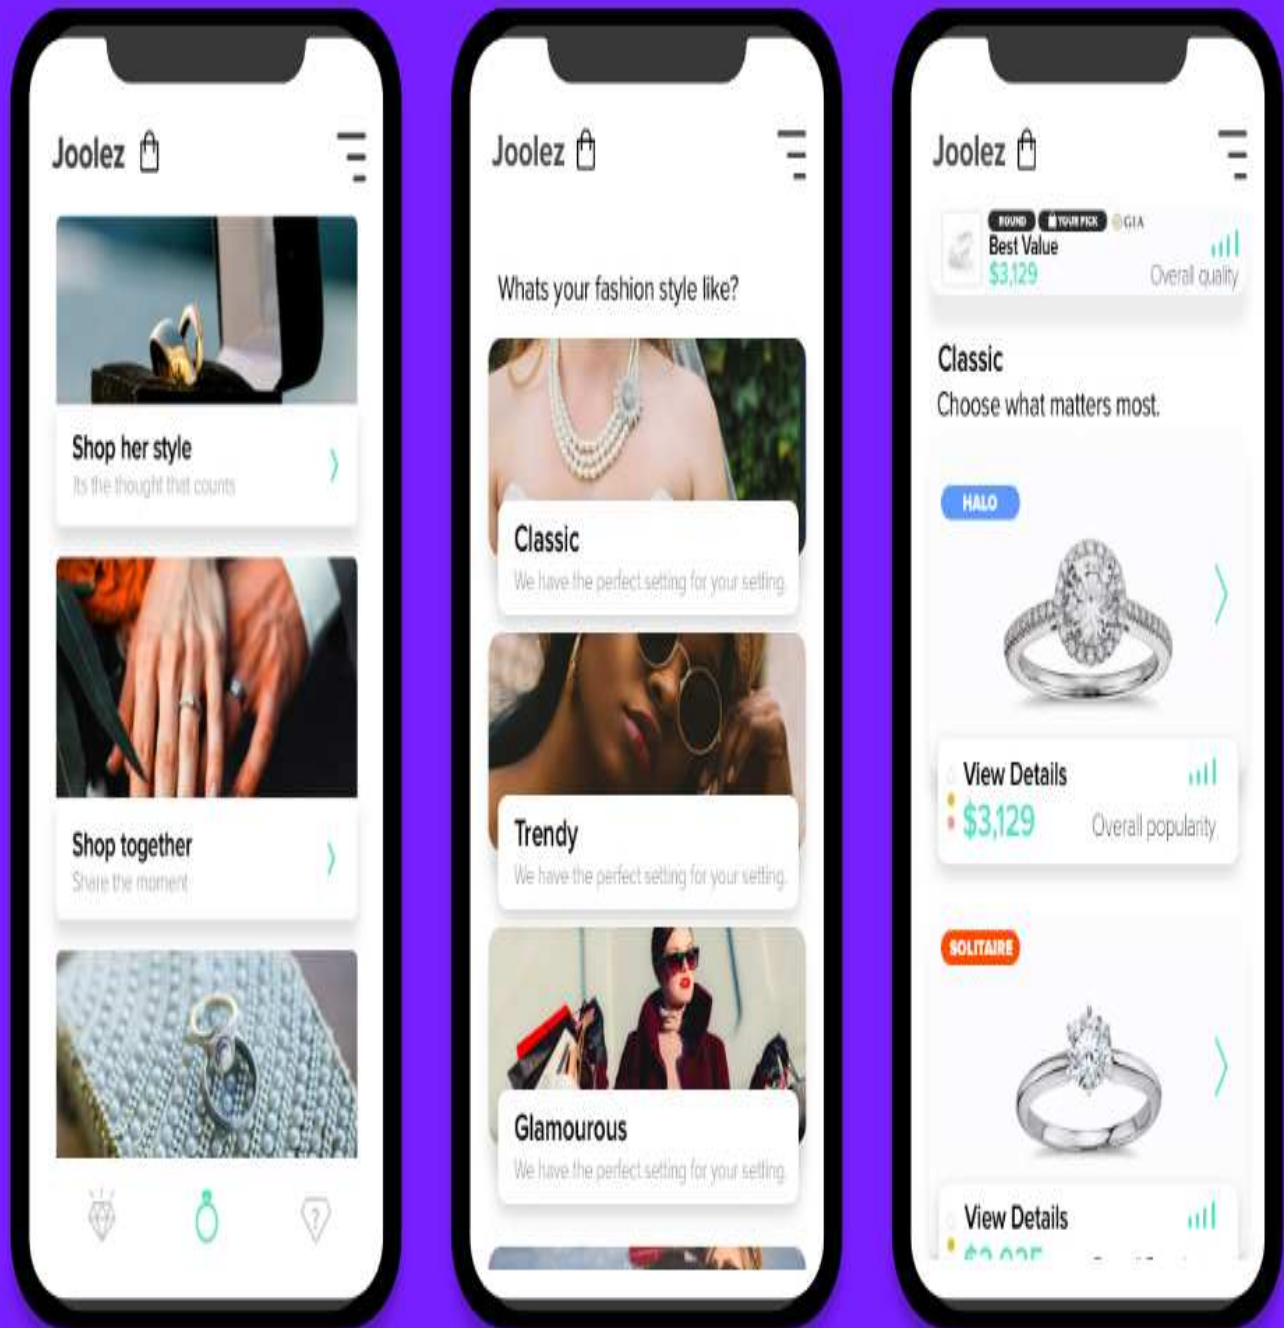 Joolez
Shop her style
Its the thought that counts
Shop together
Share the moment
?
Joolez
Whats your fashion style like?
Classic
We have the perfect setting for your setting.
Trendy
We have the perfect setting for your setting.
Glamourous
We have the perfect setting for your setting.
Joolez
ROUND YOUR PICK GIA
Best Value
$3,129 Overall quality
Classic
Choose what matters most.
HALO
View Details
$3,129 Overall popularity
SOLITAIRE
View Details